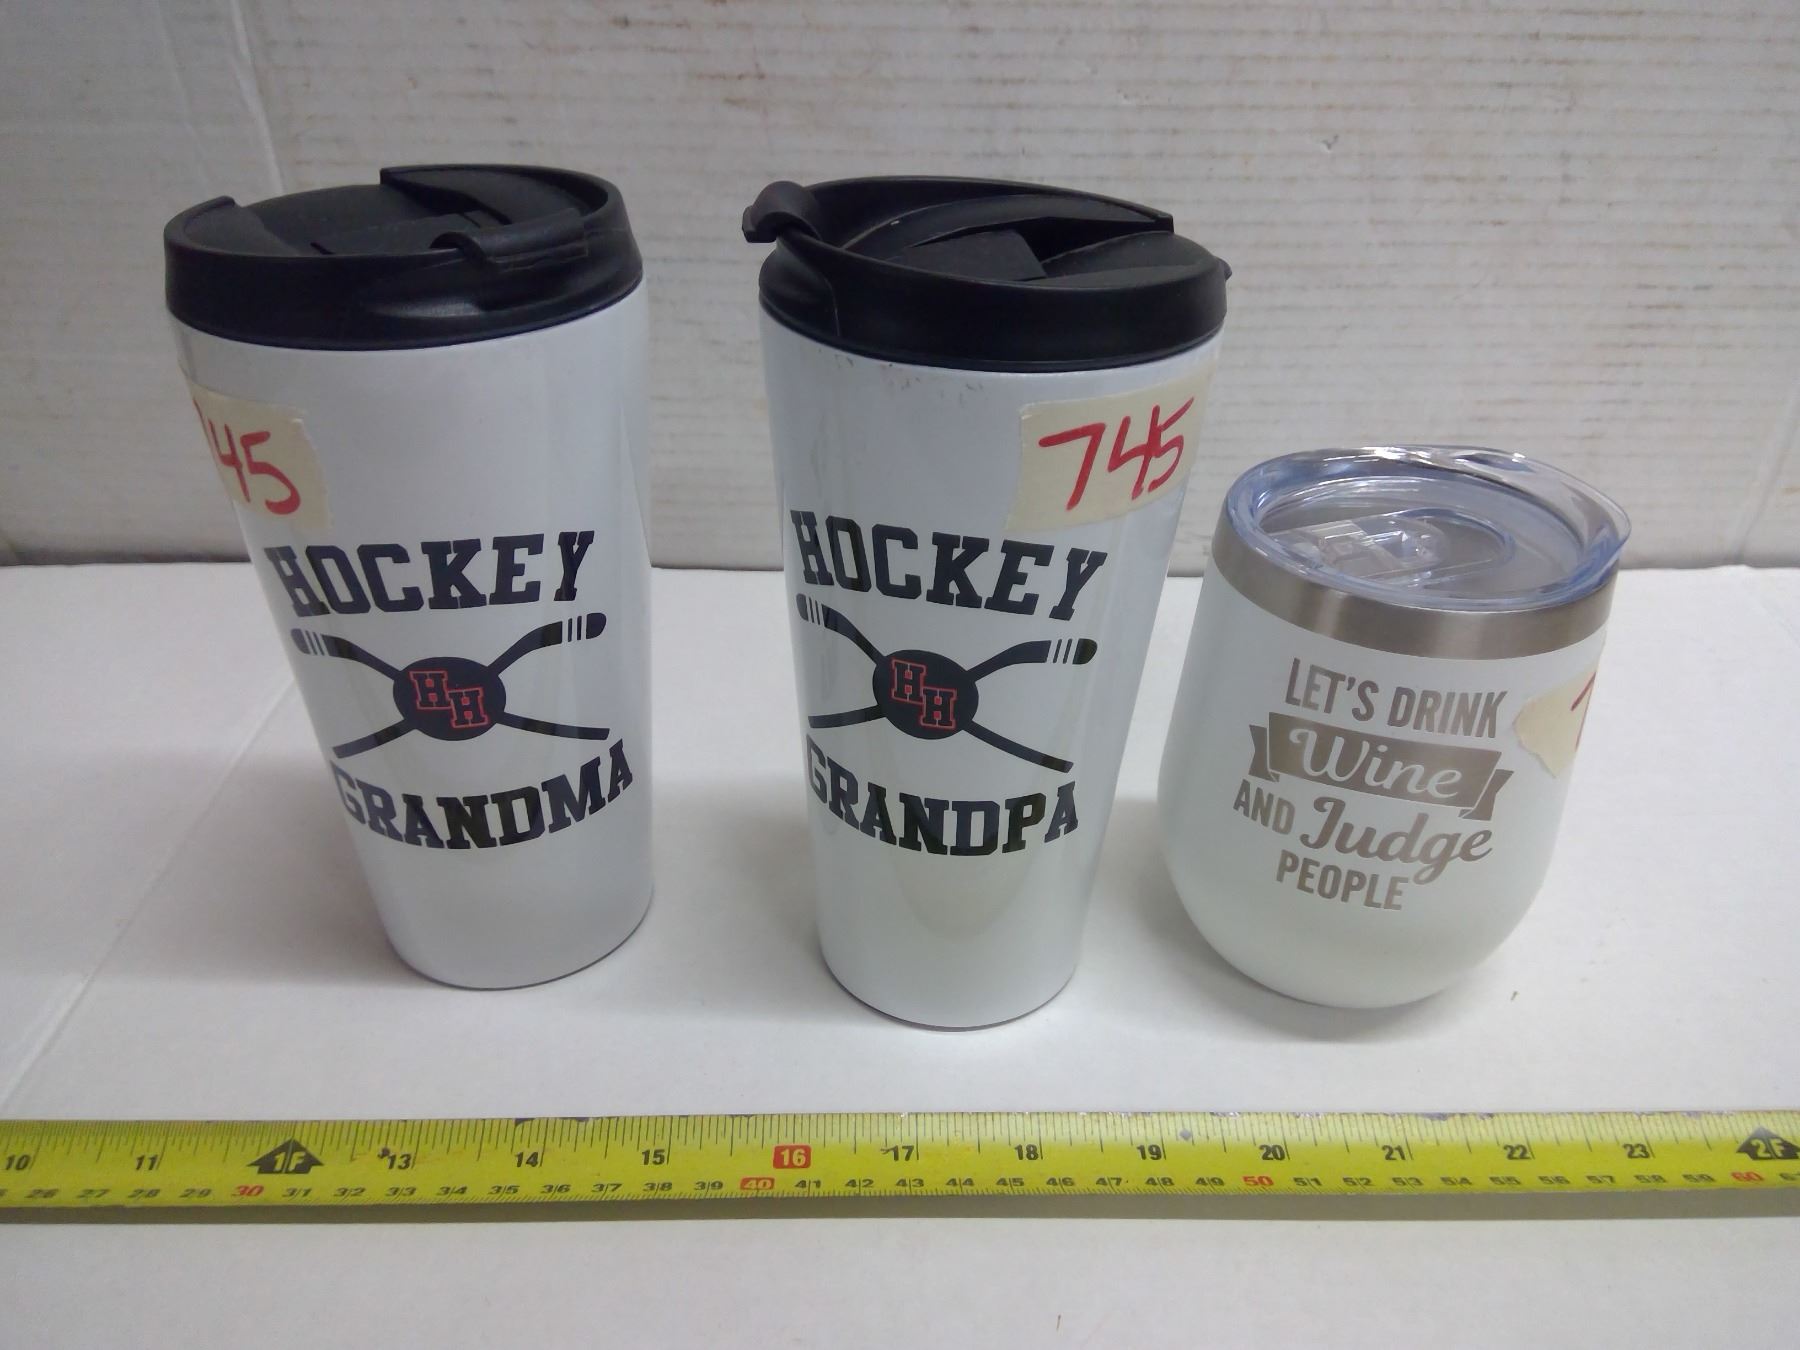 45
HOCKEY
HH
GRANDMA
745
HOCKEY
HH
GRANDPA
LET'S DRINK
Wine
AND Judge
PEOPLE
10 11 1F 13 14 15 16 17 18 19 20 21 22 23 2F
26 27 28 29 30 31 32 33 34 35 36 37 38 39 40 41 42 43 44 45 46 47 48 49 50 51 52 53 54 55 56 57 58 59 60